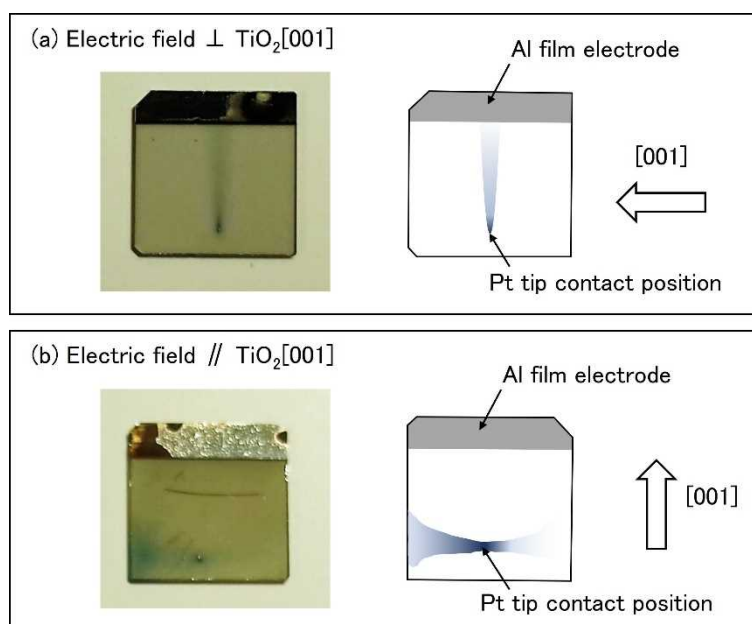 (a) Electric field ⊥ TiO₂[001]
Al film electrode
[001]
Pt tip contact position
(b) Electric field ∥ TiO₂[001]
Al film electrode
[001]
Pt tip contact position